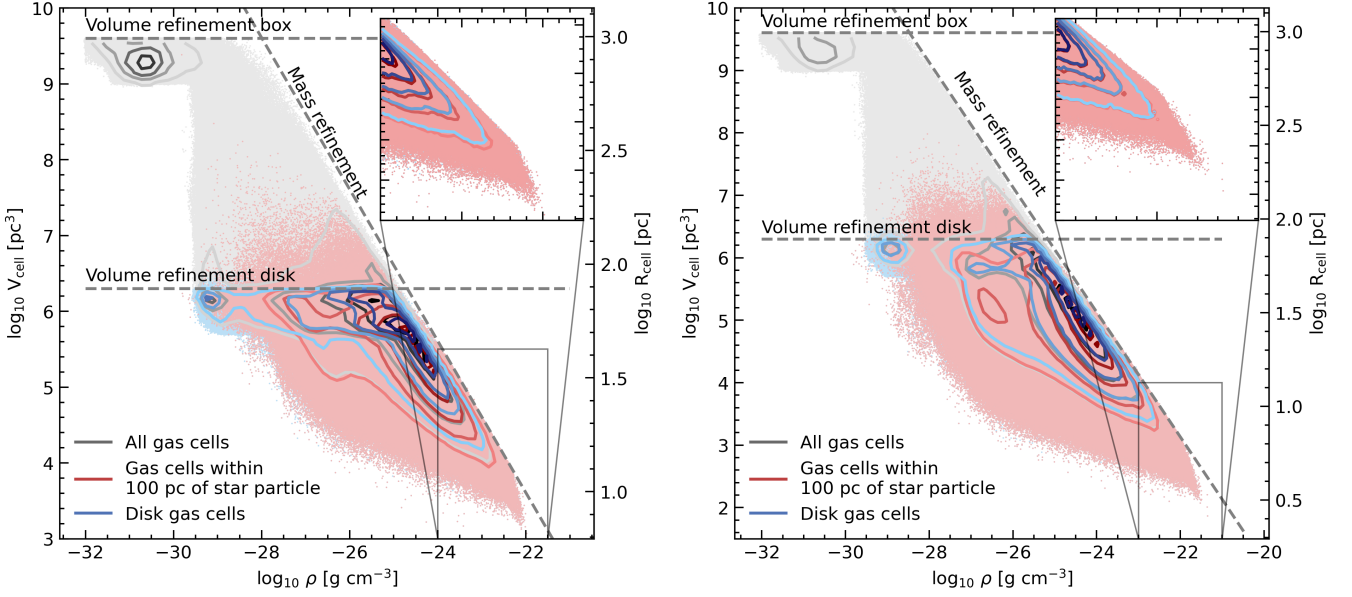 10
9
8
7
6
5
4
3
log₁₀ V_cell [pc³]
Volume refinement box
Mass refinement
Volume refinement disk
All gas cells
Gas cells within
100 pc of star particle
Disk gas cells
3.0
2.5
2.0
1.5
1.0
log₁₀ R_cell [pc]
−32 −30 −28 −26 −24 −22
log₁₀ ρ [g cm⁻³]
10
9
8
7
6
5
4
3
2
log₁₀ V_cell [pc³]
Volume refinement box
Mass refinement
Volume refinement disk
All gas cells
Gas cells within
100 pc of star particle
Disk gas cells
3.0
2.5
2.0
1.5
1.0
0.5
log₁₀ R_cell [pc]
−32 −30 −28 −26 −24 −22 −20
log₁₀ ρ [g cm⁻³]